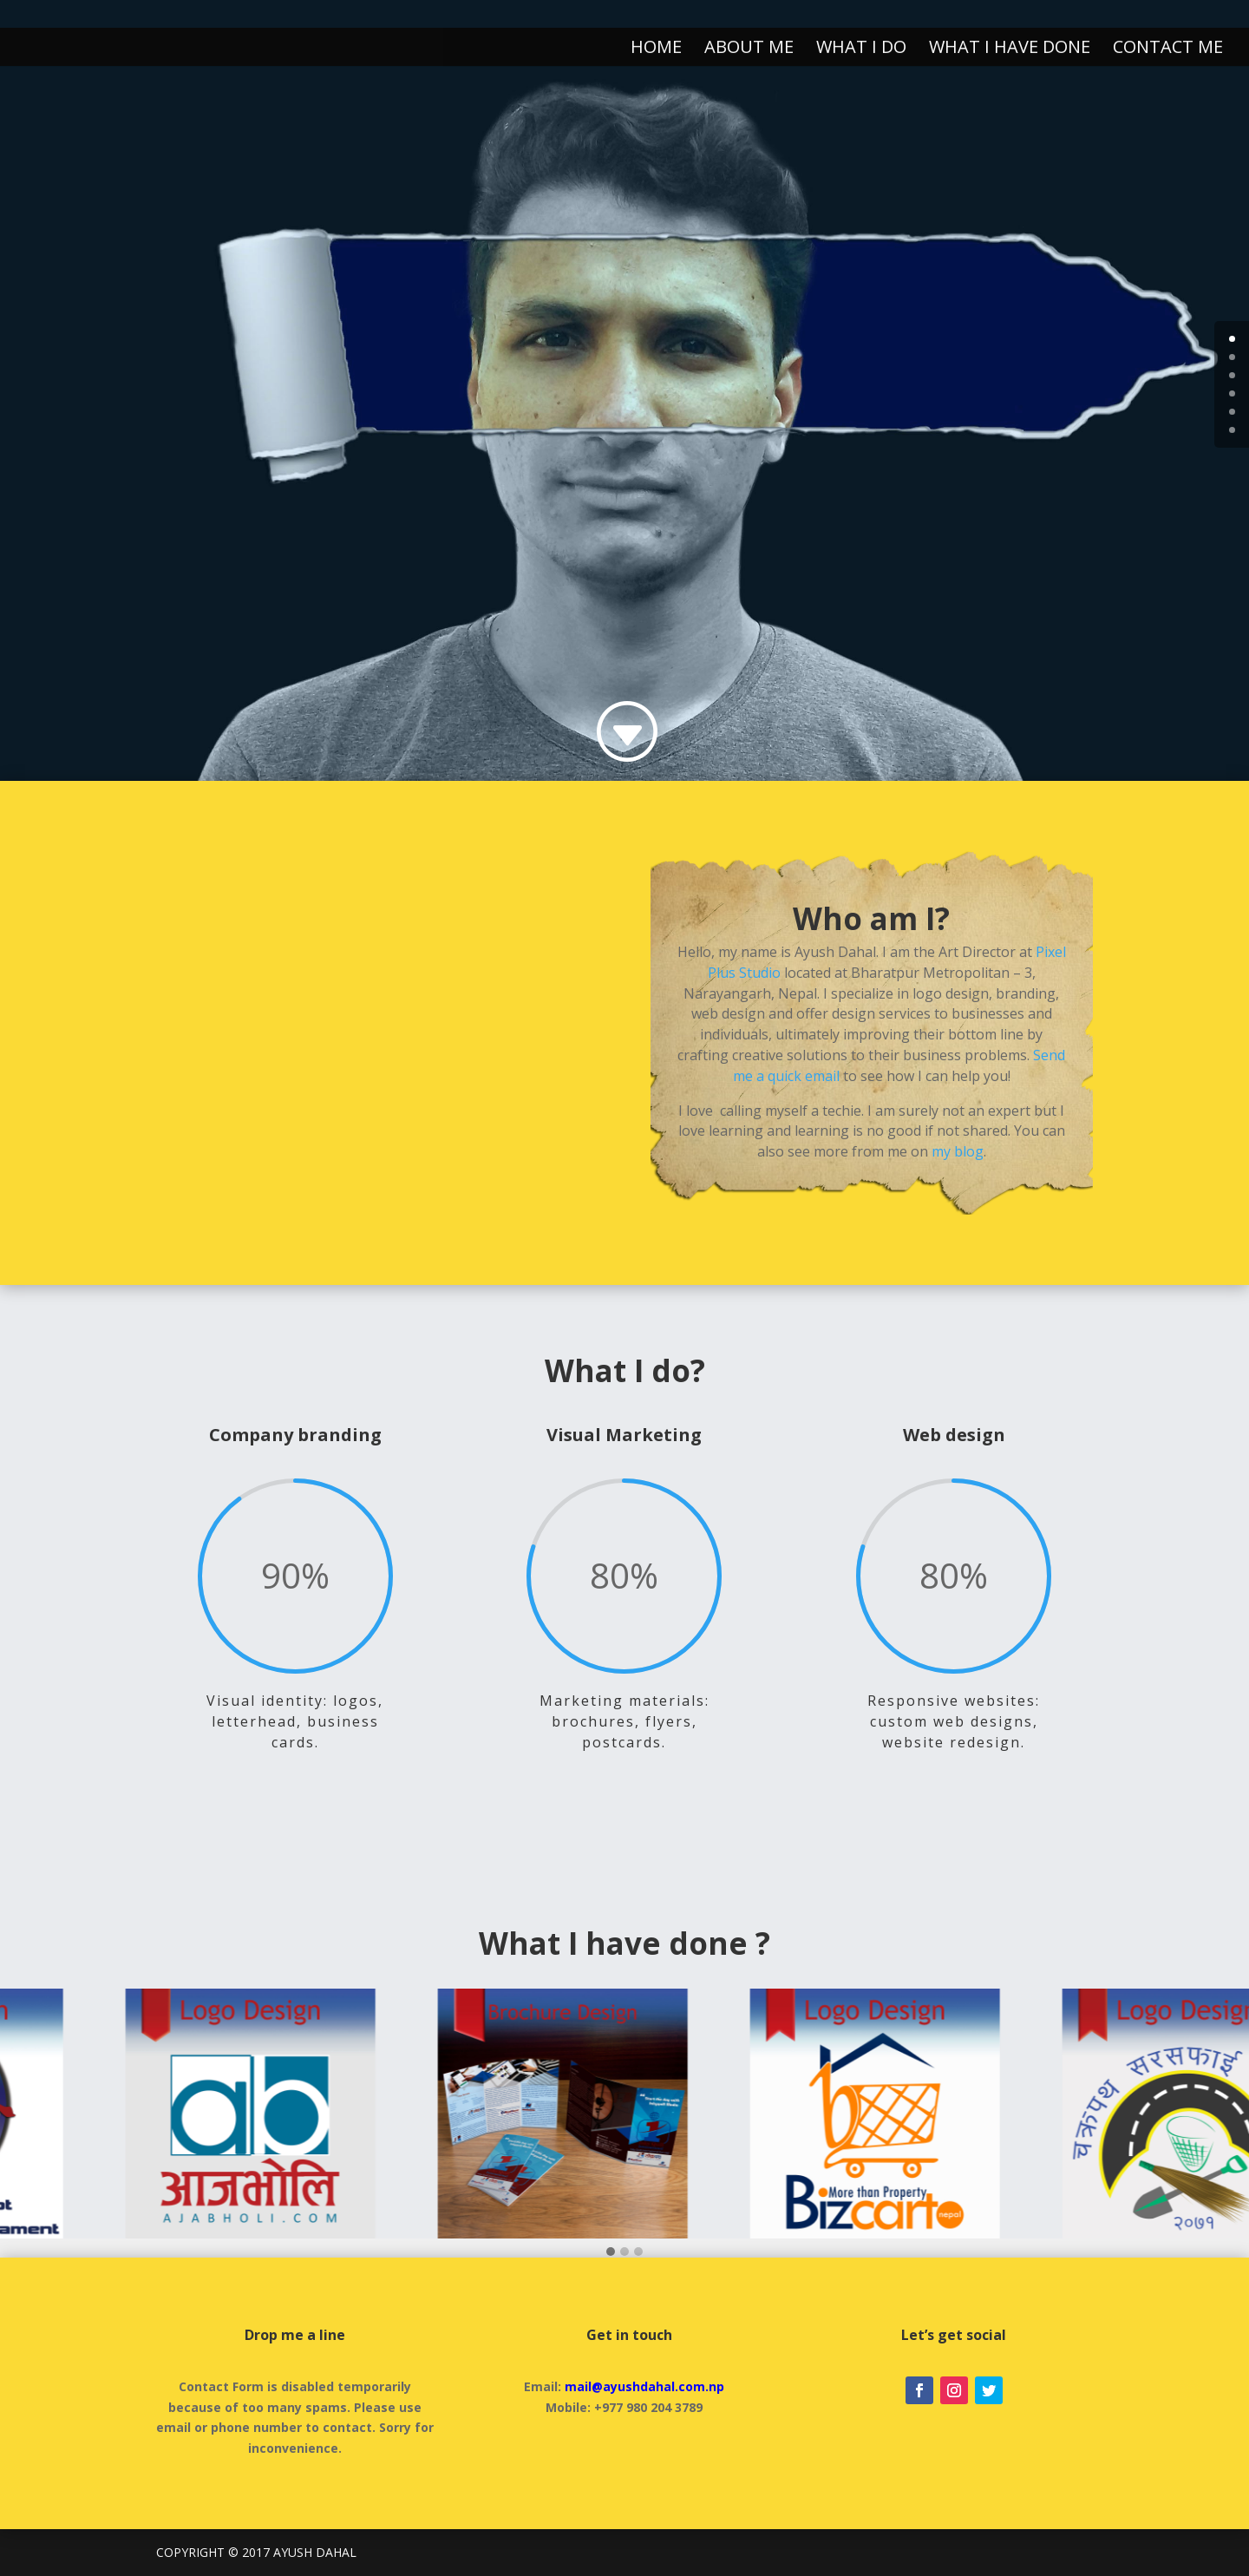 HOME ABOUT ME WHAT I DO WHAT I HAVE DONE CONTACT ME
Who am I?
Hello, my name is Ayush Dahal. I am the Art Director at Pixel
Plus Studio located at Bharatpur Metropolitan – 3,
Narayangarh, Nepal. I specialize in logo design, branding,
web design and offer design services to businesses and
individuals, ultimately improving their bottom line by
crafting creative solutions to their business problems. Send
me a quick email to see how I can help you!
I love calling myself a techie. I am surely not an expert but I
love learning and learning is no good if not shared. You can
also see more from me on my blog.
What I do?
Company branding
90%
Visual identity: logos,
letterhead, business
cards.
Visual Marketing
80%
Marketing materials:
brochures, flyers,
postcards.
Web design
80%
Responsive websites:
custom web designs,
website redesign.
What I have done ?
Logo Design
ab
आजभोलि
AJABHOLI.COM
Brochure Design
Logo Design
More than Property
Bizcart
nepal
Logo Design
चक्रपथ सरसफाई
२०७१
Drop me a line
Contact Form is disabled temporarily
because of too many spams. Please use
email or phone number to contact. Sorry for
inconvenience.
Get in touch
Email: mail@ayushdahal.com.np
Mobile: +977 980 204 3789
Let’s get social
COPYRIGHT © 2017 AYUSH DAHAL